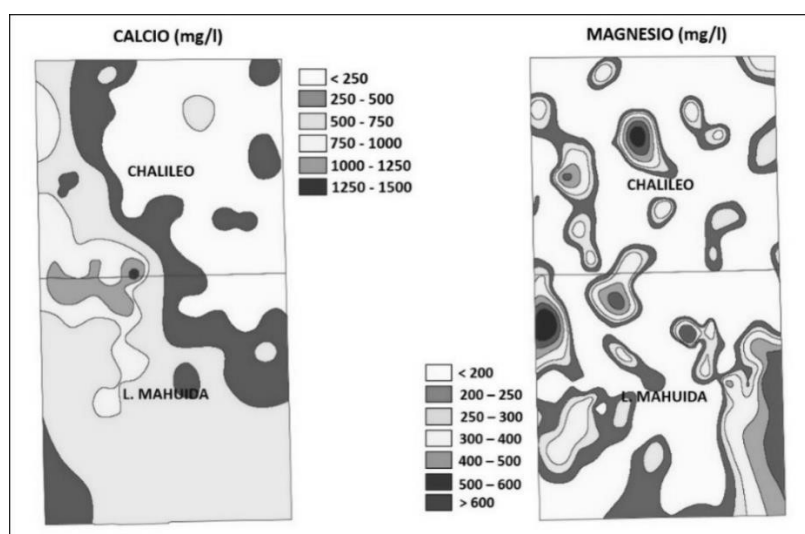 CALCIO (mg/l)
< 250
250 - 500
500 - 750
750 - 1000
1000 - 1250
1250 - 1500
CHALILEO
L. MAHUIDA
MAGNESIO (mg/l)
CHALILEO
L. MAHUIDA
< 200
200 – 250
250 – 300
300 – 400
400 – 500
500 – 600
> 600